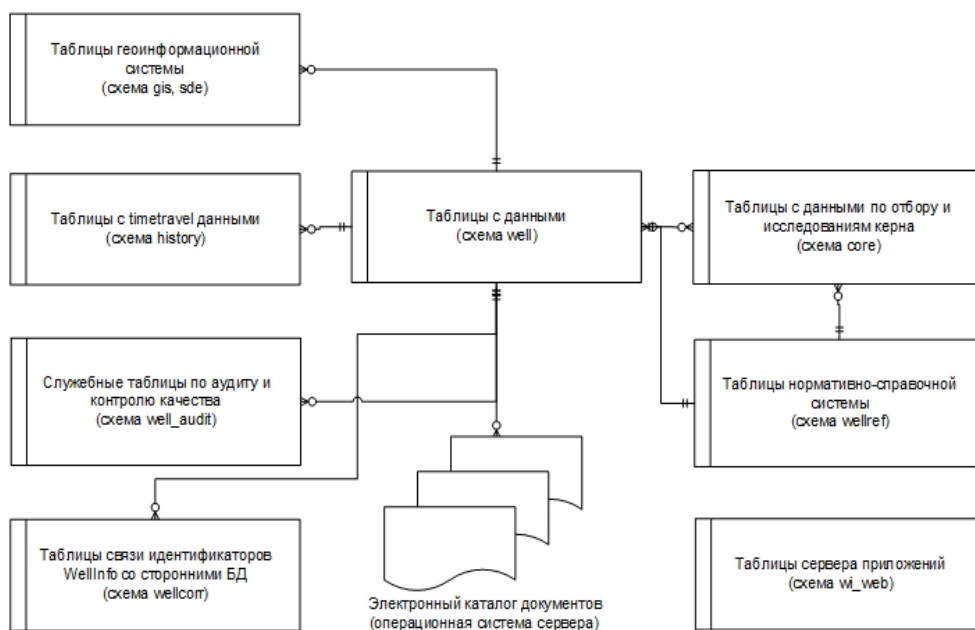 Таблицы геоинформационной
системы
(схема gis, sde)
Таблицы с timetravel данными
(схема history)
Таблицы с данными
(схема well)
Таблицы с данными по отбору и
исследованиям керна
(схема core)
Служебные таблицы по аудиту и
контролю качества
(схема well_audit)
Таблицы нормативно-справочной
системы
(схема wellref)
Таблицы связи идентификаторов
WellInfo со сторонними БД
(схема wellcorr)
Электронный каталог документов
(операционная система сервера)
Таблицы сервера приложений
(схема wi_web)